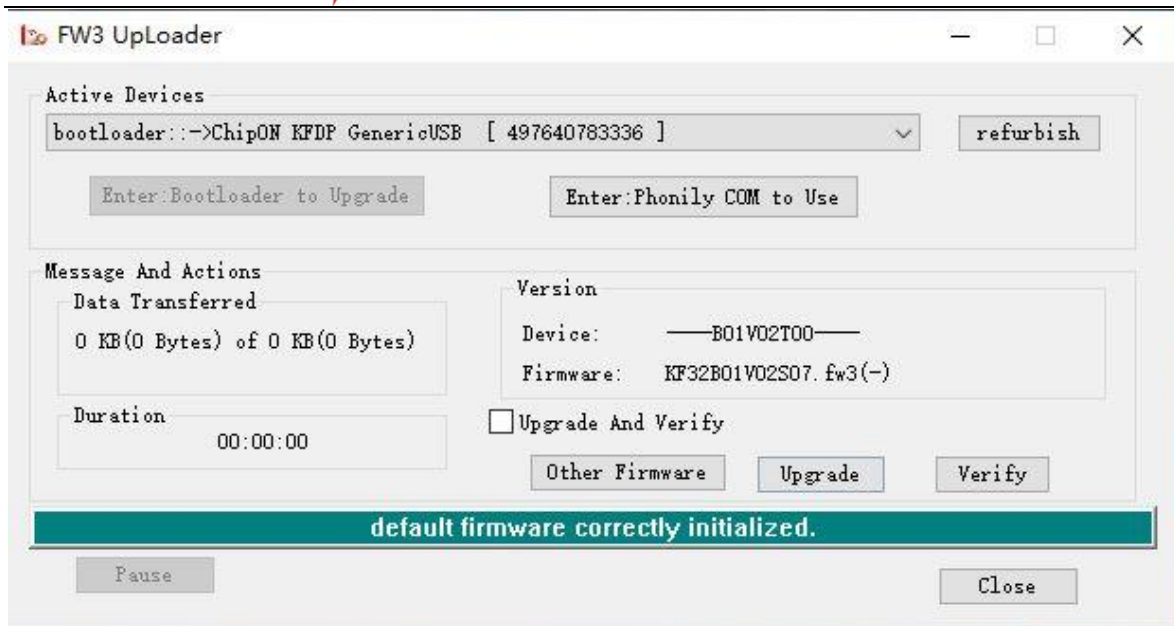 FW3 UpLoader
Active Devices
bootloader::->ChipON KFDP GenericUSB [ 497640783336 ]
refurbish
Enter:Bootloader to Upgrade
Enter:Phonily COM to Use
Message And Actions
Data Transferred
0 KB(0 Bytes) of 0 KB(0 Bytes)
Version
Device: ——B01V02T00——
Firmware: KF32B01V02S07.fw3(-)
Duration
00:00:00
Upgrade And Verify
Other Firmware
Upgrade
Verify
default firmware correctly initialized.
Pause
Close